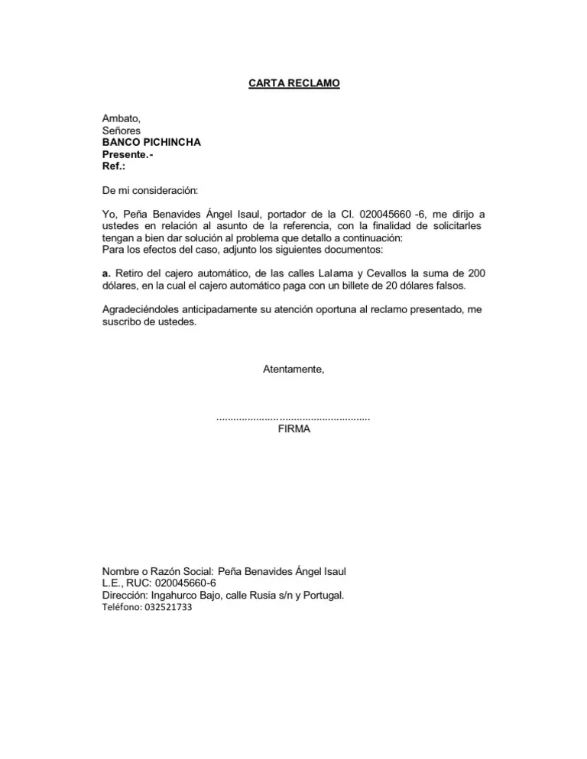 CARTA RECLAMO
Ambato,
Señores
BANCO PICHINCHA
Presente.-
Ref.:
De mi consideración:
Yo, Peña Benavides Ángel Isaul, portador de la CI. 020045660 -6, me dirijo a
ustedes en relación al asunto de la referencia, con la finalidad de solicitarles
tengan a bien dar solución al problema que detallo a continuación:
Para los efectos del caso, adjunto los siguientes documentos:
a. Retiro del cajero automático, de las calles Lalama y Cevallos la suma de 200
dólares, en la cual el cajero automático paga con un billete de 20 dólares falsos.
Agradeciéndoles anticipadamente su atención oportuna al reclamo presentado, me
suscribo de ustedes.
Atentamente,
......................................................
FIRMA
Nombre o Razón Social: Peña Benavides Ángel Isaul
L.E., RUC: 020045660-6
Dirección: Ingahurco Bajo, calle Rusia s/n y Portugal.
Teléfono: 032521733